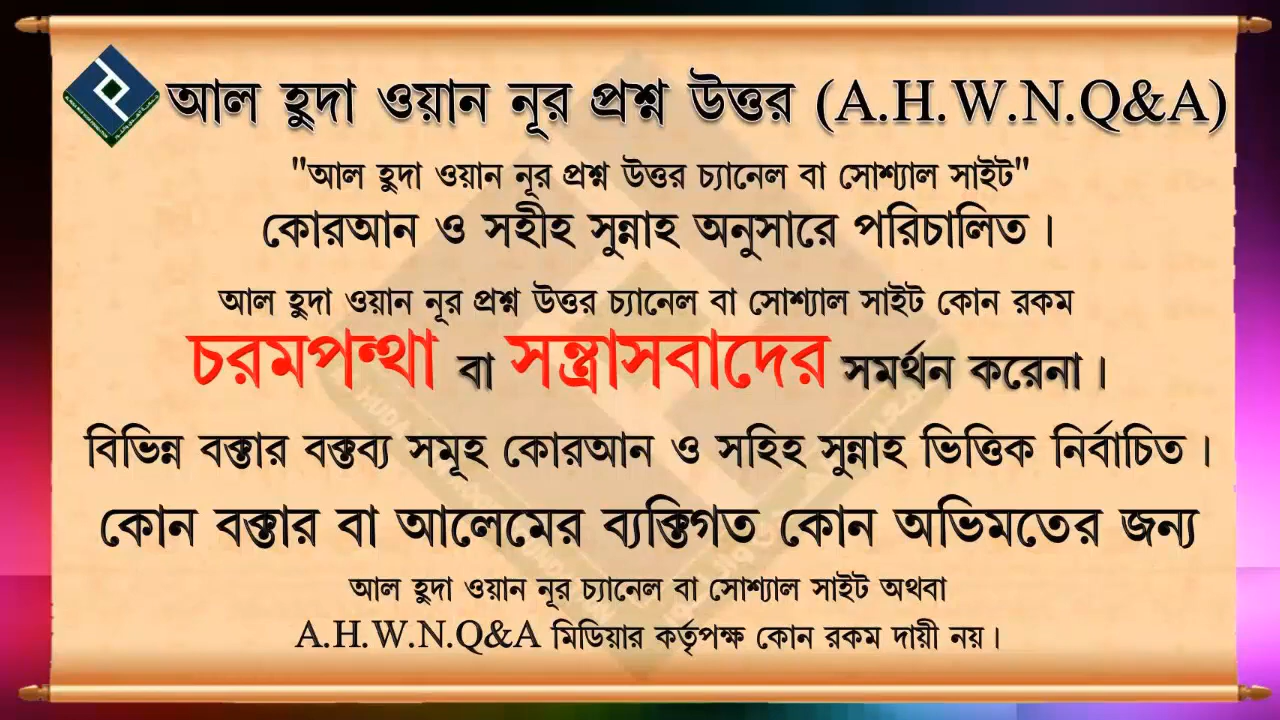 আল হুদা ওয়ান নূর প্রশ্ন উত্তর (A.H.W.N.Q&A)
"আল হুদা ওয়ান নূর প্রশ্ন উত্তর চ্যানেল বা সোশ্যাল সাইট"
কোরআন ও সহীহ সুন্নাহ অনুসারে পরিচালিত।
আল হুদা ওয়ান নূর প্রশ্ন উত্তর চ্যানেল বা সোশ্যাল সাইট কোন রকম
চরমপন্থা বা সন্ত্রাসবাদের সমর্থন করেনা।
বিভিন্ন বক্তার বক্তব্য সমূহ কোরআন ও সহিহ সুন্নাহ ভিত্তিক নির্বাচিত।
কোন বক্তার বা আলেমের ব্যক্তিগত কোন অভিমতের জন্য
আল হুদা ওয়ান নূর চ্যানেল বা সোশ্যাল সাইট অথবা
A.H.W.N.Q&A মিডিয়ার কর্তৃপক্ষ কোন রকম দায়ী নয়।